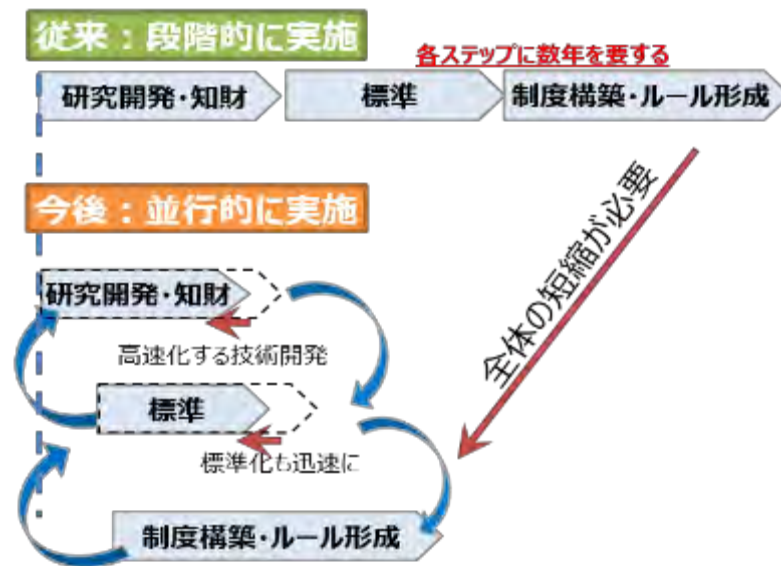 従来：段階的に実施
各ステップに数年を要する
研究開発・知財
標準
制度構築・ルール形成
今後：並行的に実施
全体の短縮が必要
研究開発・知財
高速化する技術開発
標準
標準化も迅速に
制度構築・ルール形成